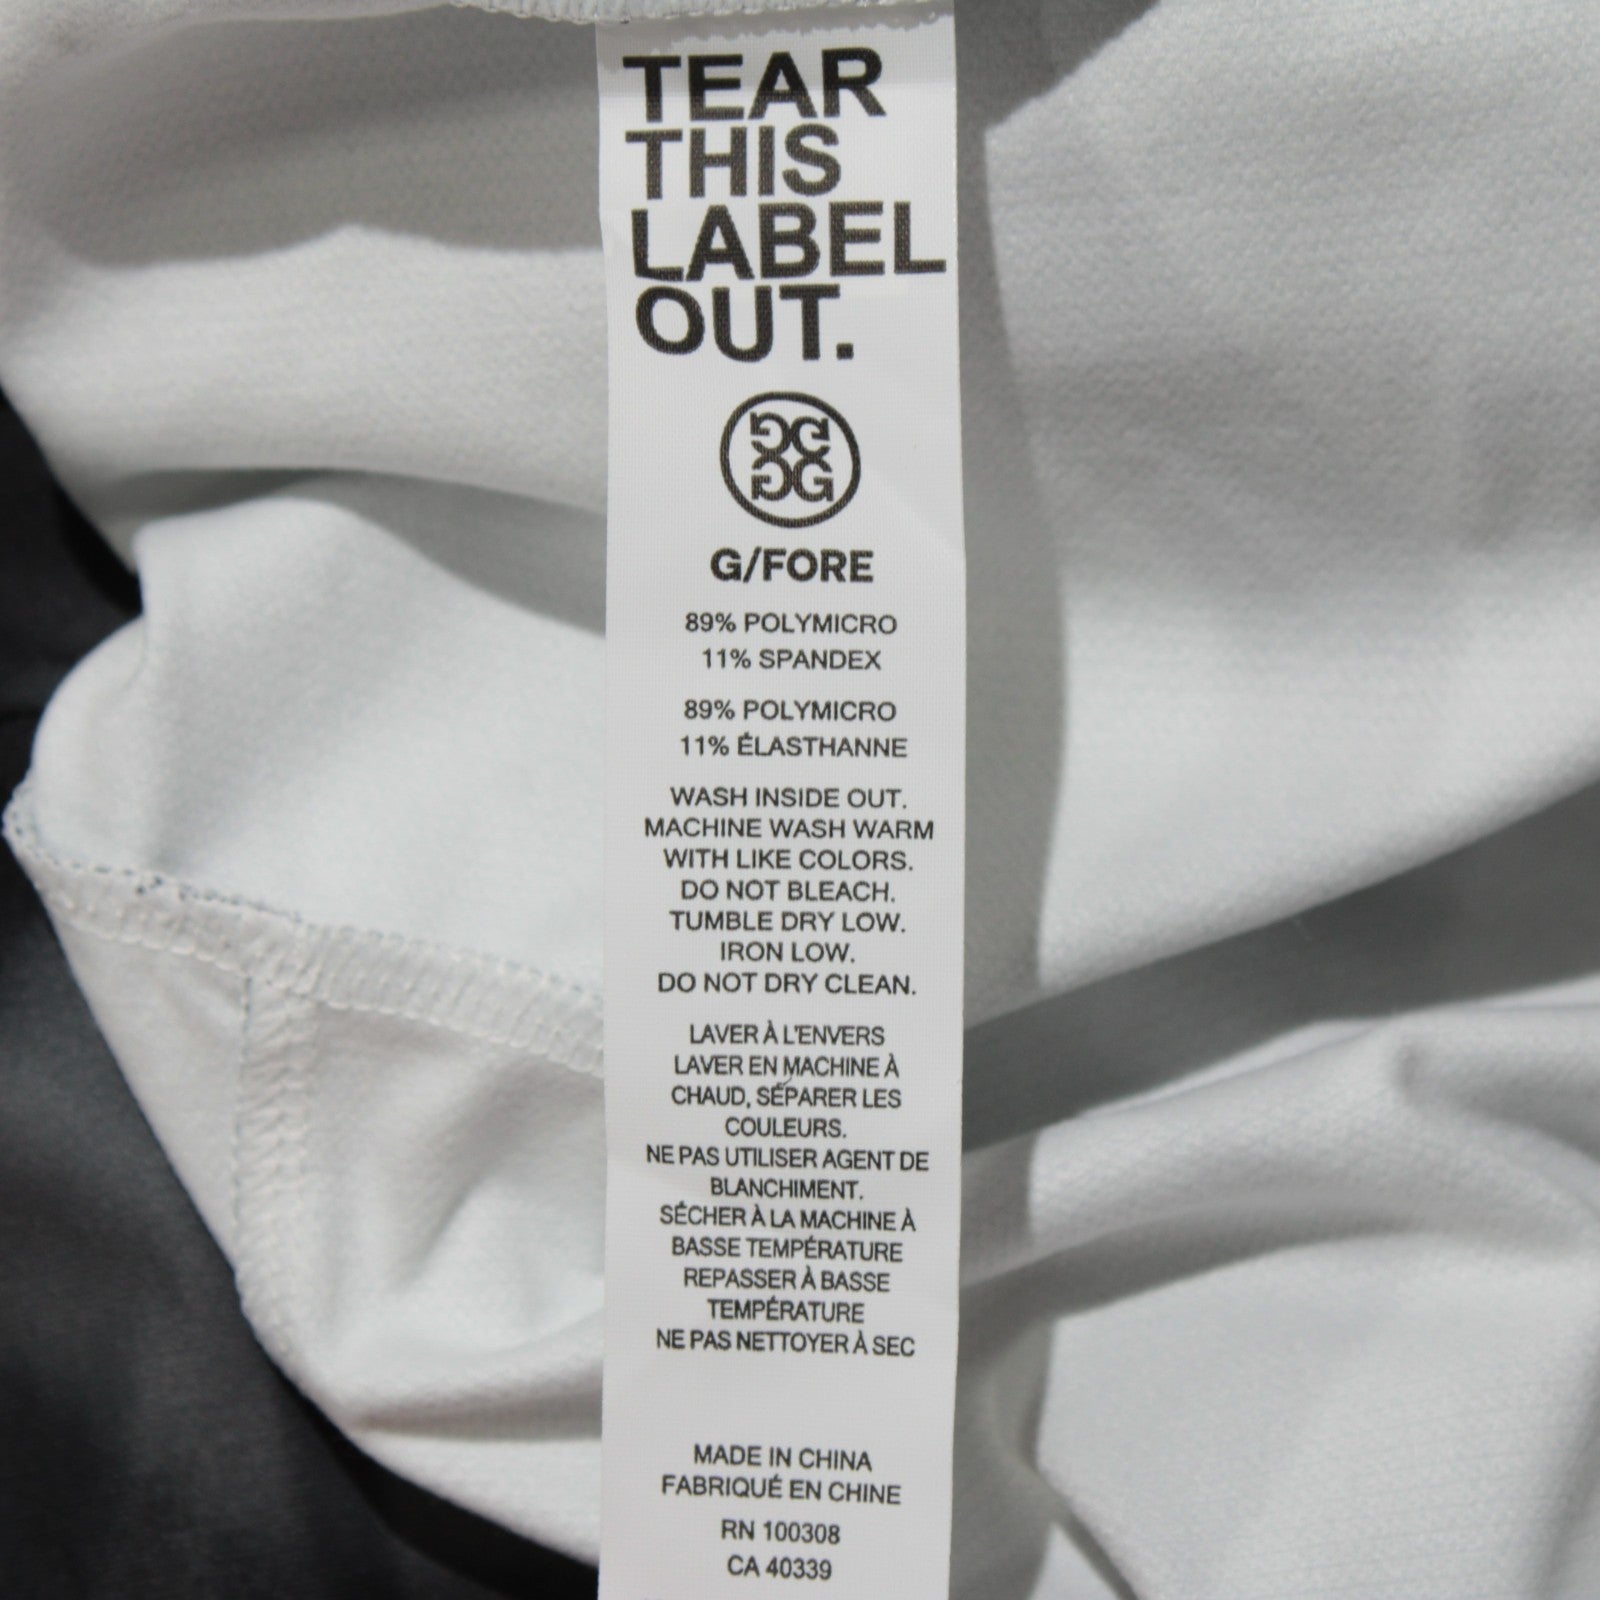 TEAR
THIS
LABEL
OUT.
G/FORE
89% POLYMICRO
11% SPANDEX
89% POLYMICRO
11% ÉLASTHANNE
WASH INSIDE OUT.
MACHINE WASH WARM
WITH LIKE COLORS.
DO NOT BLEACH.
TUMBLE DRY LOW.
IRON LOW.
DO NOT DRY CLEAN.
LAVER À L'ENVERS
LAVER EN MACHINE À
CHAUD, SÉPARER LES
COULEURS.
NE PAS UTILISER AGENT DE
BLANCHIMENT.
SÉCHER À LA MACHINE À
BASSE TEMPÉRATURE
REPASSER À BASSE
TEMPÉRATURE
NE PAS NETTOYER À SEC
MADE IN CHINA
FABRIQUÉ EN CHINE
RN 100308
CA 40339